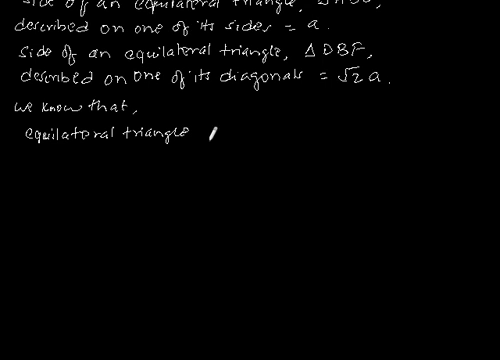 side of an equilateral triangle,
described on one of its sides = a.
side of an equilateral triangle, Δ DBF,
described on one of its diagonals = √2 a.
we know that,
equilateral triangle